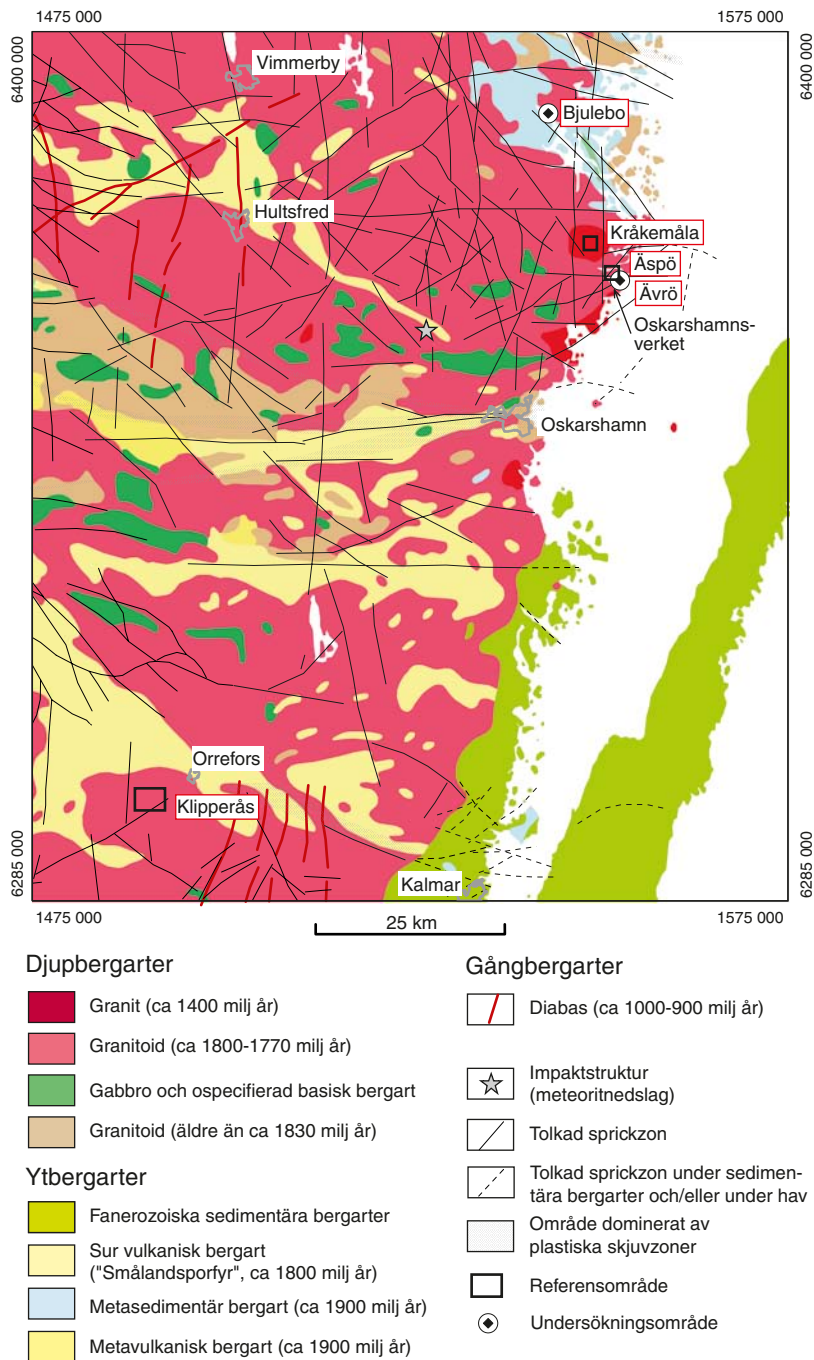 1475 000
1575 000
6400 000
6400 000
Vimmerby
Bjulebo
Hultsfred
Kråkemåla
Äspö
Ävrö
Oskarshamns-
verket
Oskarshamn
Orrefors
Klipperås
Kalmar
6285 000
6285 000
1475 000
1575 000
25 km
Djupbergarter
Granit (ca 1400 milj år)
Granitoid (ca 1800-1770 milj år)
Gabbro och ospecifierad basisk bergart
Granitoid (äldre än ca 1830 milj år)
Ytbergarter
Fanerozoiska sedimentära bergarter
Sur vulkanisk bergart
("Smålandsporfyr", ca 1800 milj år)
Metasedimentär bergart (ca 1900 milj år)
Metavulkanisk bergart (ca 1900 milj år)
Gångbergarter
Diabas (ca 1000-900 milj år)
Impaktstruktur
(meteoritnedslag)
Tolkad sprickzon
Tolkad sprickzon under sedimen-
tära bergarter och/eller under hav
Område dominerat av
plastiska skjuvzoner
Referensområde
Undersökningsområde